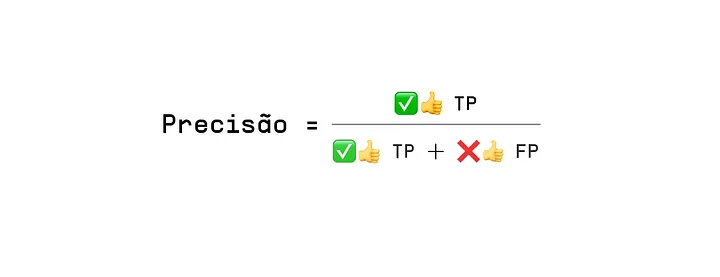 ✅👍 TP
Precisão =
✅👍 TP + ❌👍 FP